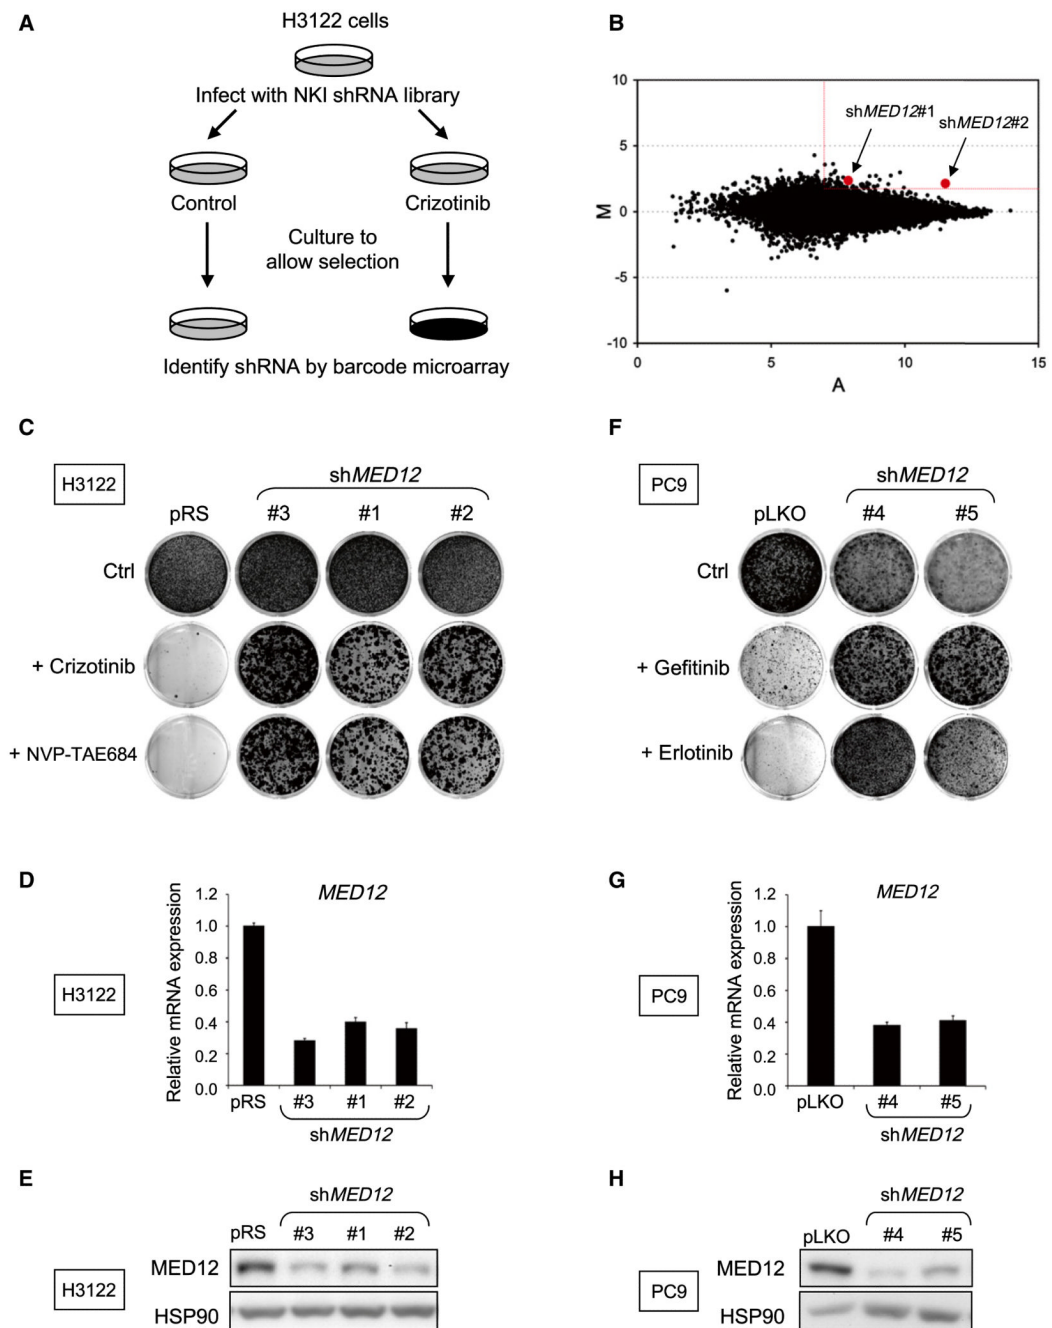 A
H3122 cells
Infect with NKI shRNA library
Control
Crizotinib
Culture to
allow selection
Identify shRNA by barcode microarray
B
10
5
0
-5
-10
M
shMED12#1
shMED12#2
0
5
10
15
A
C
H3122
shMED12
pRS
#3
#1
#2
Ctrl
+ Crizotinib
+ NVP-TAE684
F
PC9
shMED12
pLKO
#4
#5
Ctrl
+ Gefitinib
+ Erlotinib
D
H3122
Relative mRNA expression
MED12
1.2
1.0
0.8
0.6
0.4
0.2
0.0
pRS
#3
#1
#2
shMED12
G
PC9
Relative mRNA expression
MED12
1.2
1.0
0.8
0.6
0.4
0.2
0.0
pLKO
#4
#5
shMED12
E
H3122
shMED12
pRS
#3
#1
#2
MED12
HSP90
H
PC9
shMED12
pLKO
#4
#5
MED12
HSP90